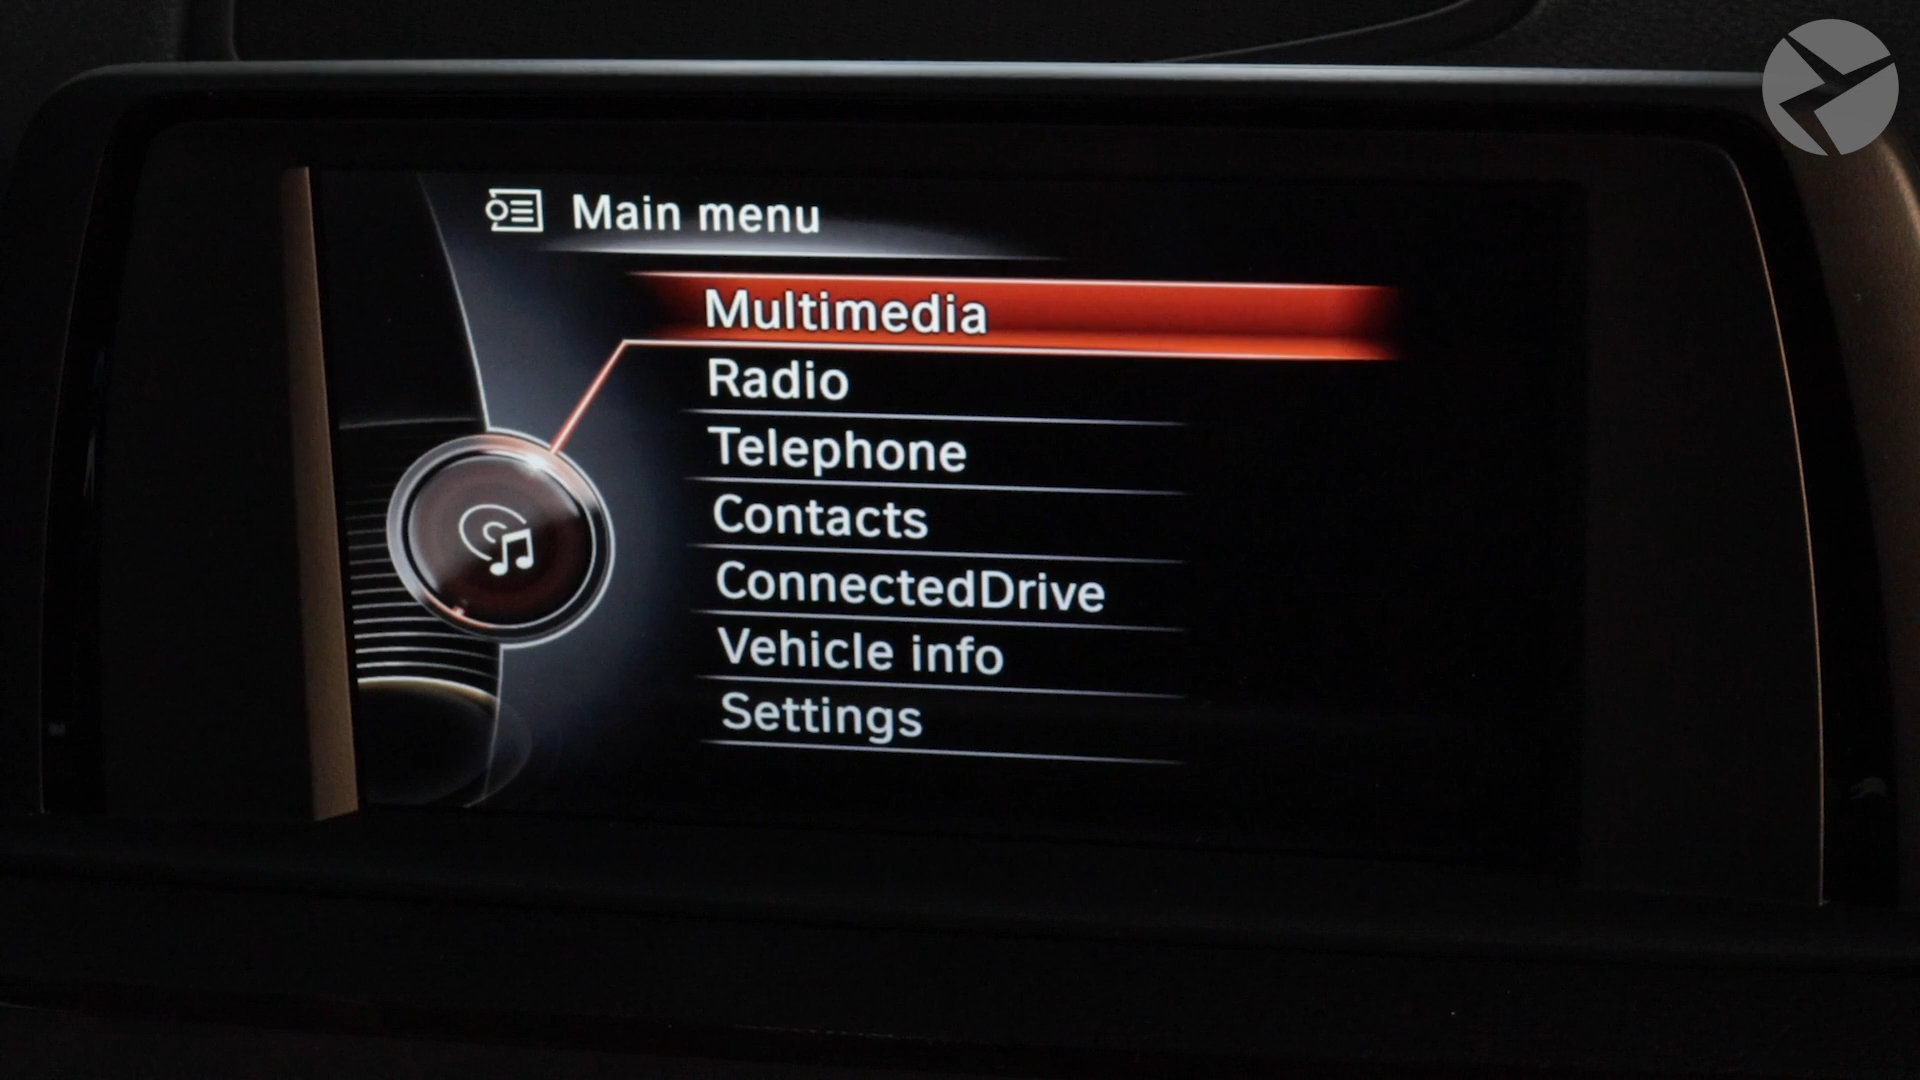 Main menu
Multimedia
Radio
Telephone
Contacts
ConnectedDrive
Vehicle info
Settings